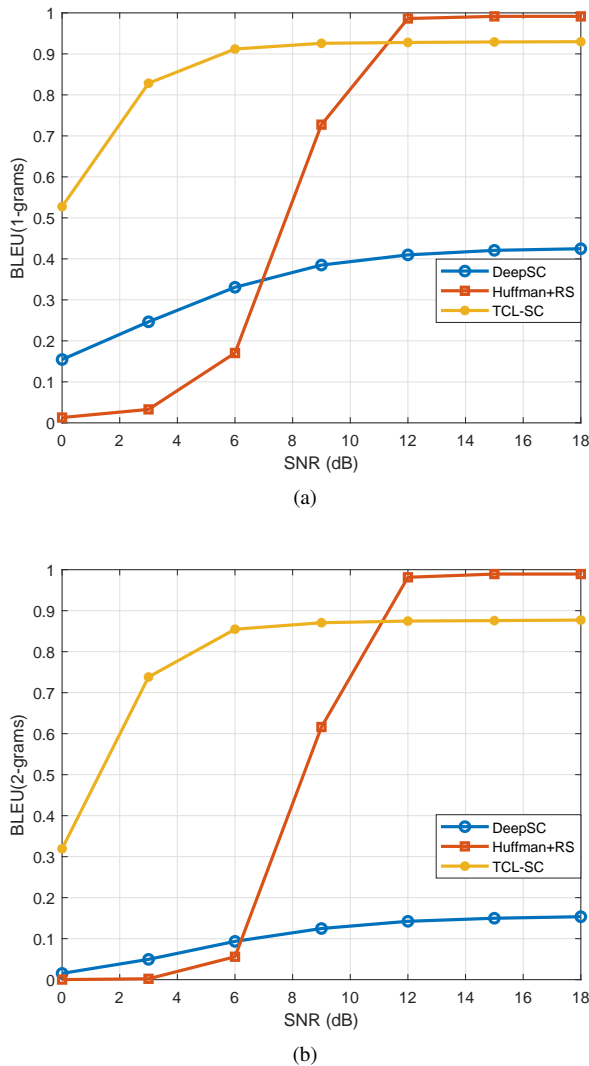 1
0.9
0.8
0.7
0.6
0.5
0.4
0.3
0.2
0.1
0
BLEU(1-grams)
DeepSC
Huffman+RS
TCL-SC
0 2 4 6 8 10 12 14 16 18
SNR (dB)
(a)
1
0.9
0.8
0.7
0.6
0.5
0.4
0.3
0.2
0.1
0
BLEU(2-grams)
DeepSC
Huffman+RS
TCL-SC
0 2 4 6 8 10 12 14 16 18
SNR (dB)
(b)